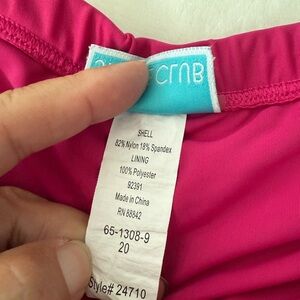 CLUB
SHELL
82% Nylon 18% Spandex
LINING
100% Polyester
92391
Made in China
RN 88842
65-1308-9
20
Style# 24710